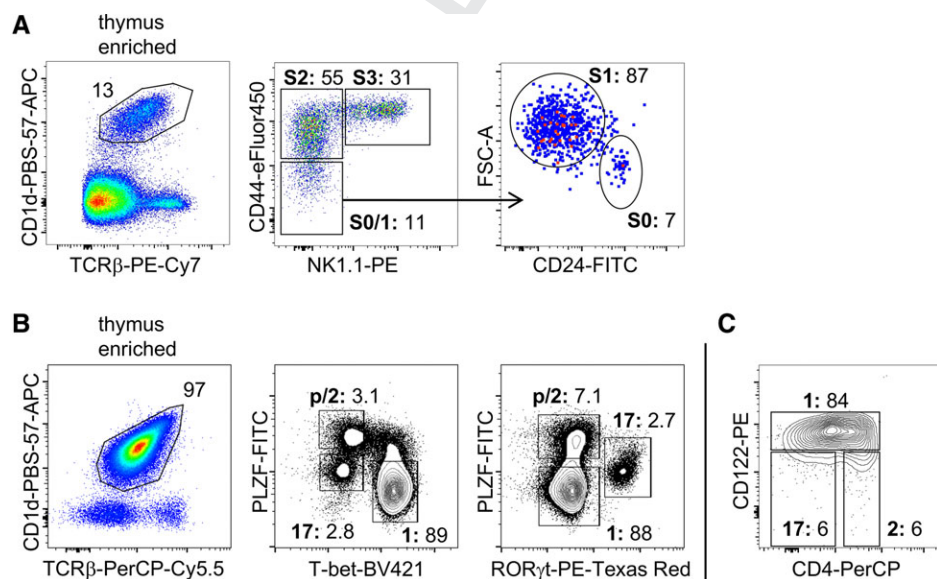 A
thymus
enriched
13
CD1d-PBS-57-APC
TCRβ-PE-Cy7
S2: 55 S3: 31
CD44-eFluor450
S0/1: 11
NK1.1-PE
S1: 87
FSC-A
S0: 7
CD24-FITC
B
thymus
enriched
97
CD1d-PBS-57-APC
TCRβ-PerCP-Cy5.5
p/2: 3.1
PLZF-FITC
17: 2.8
1: 89
T-bet-BV421
p/2: 7.1
17: 2.7
PLZF-FITC
1: 88
RORγt-PE-Texas Red
C
1: 84
CD122-PE
17: 6
2: 6
CD4-PerCP